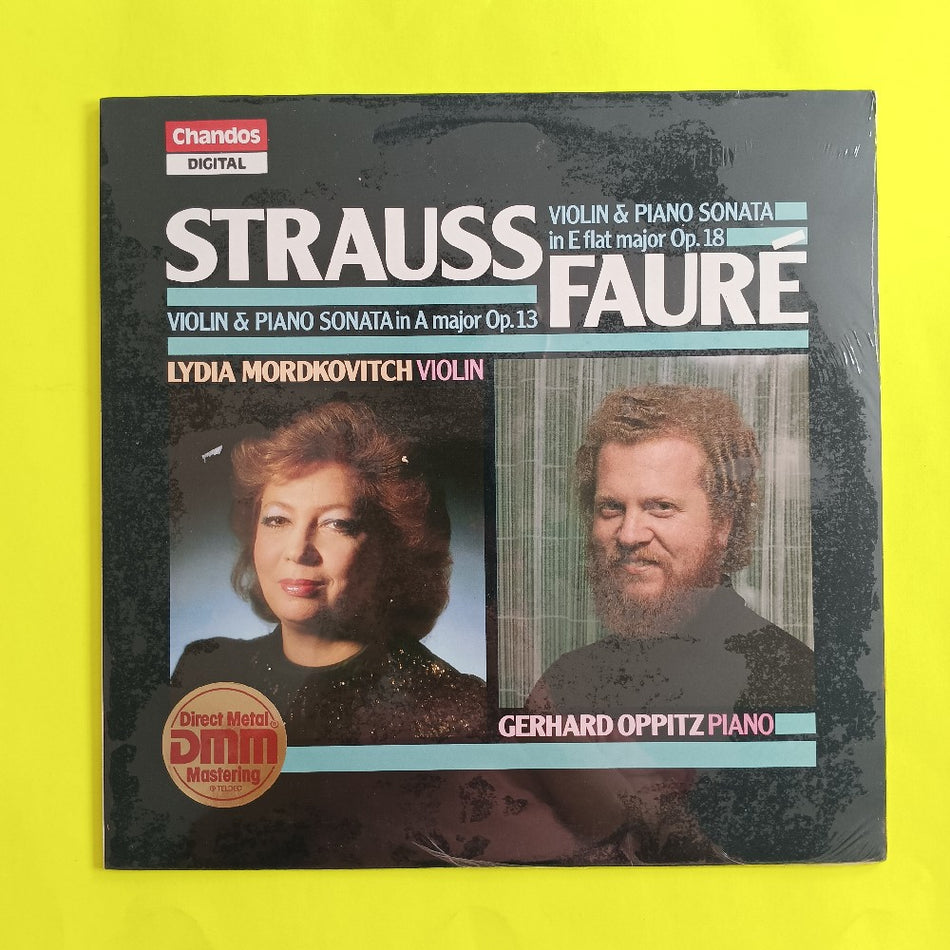 Chandos
DIGITAL
STRAUSS
VIOLIN & PIANO SONATA
in E flat major Op. 18
FAURÉ
VIOLIN & PIANO SONATA in A major Op. 13
LYDIA MORDKOVITCH VIOLIN
GERHARD OPPITZ PIANO
Direct Metal
DMM
Mastering
℗ TELDEC